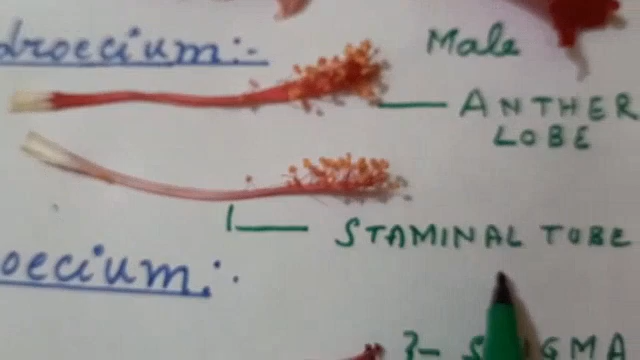 droecium:-
Male
ANTHER
LOBE
STAMINAL TUBE
oecium:-